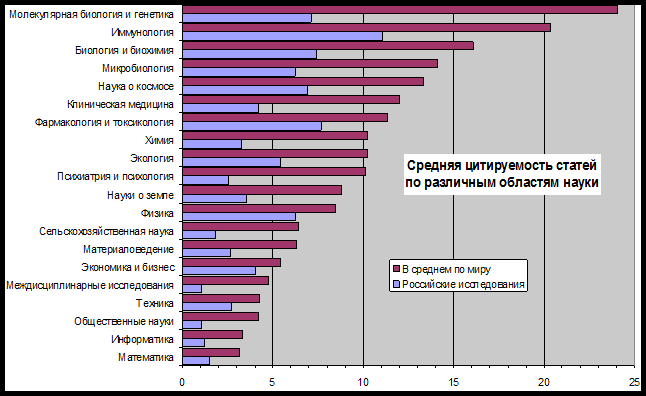 Молекулярная биология и генетика
Иммунология
Биология и биохимия
Микробиология
Наука о космосе
Клиническая медицина
Фармакология и токсикология
Химия
Экология
Психиатрия и психология
Науки о земле
Физика
Сельскохозяйственная наука
Материаловедение
Экономика и бизнес
Междисциплинарные исследования
Техника
Общественные науки
Информатика
Математика
Средняя цитируемость статей
по различным областям науки
В среднем по миру
Российские исследования
0 5 10 15 20 25